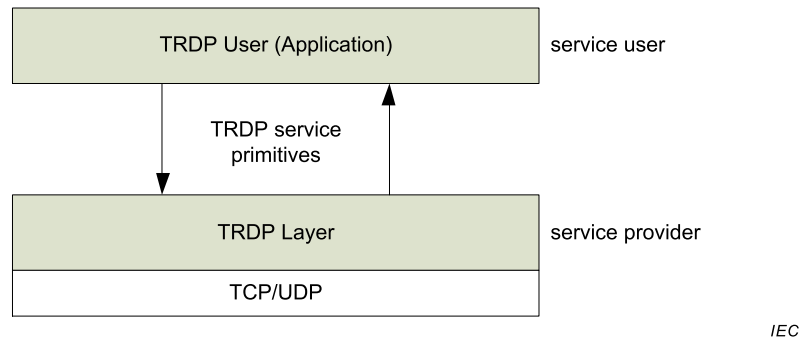 TRDP User (Application)
service user
TRDP service
primitives
TRDP Layer
service provider
TCP/UDP
IEC